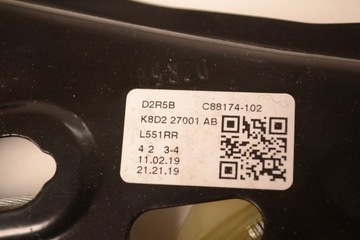 D2R5B C88174-102
K8D2 27001 AB
L551RR
4 2 3-4
11.02.19
21.21.19